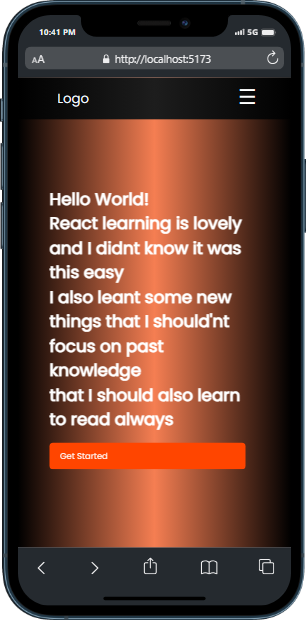 10:41 PM
5G
AA
http://localhost:5173
Logo
Hello World!
React learning is lovely
and I didnt know it was
this easy
I also leant some new
things that I should'nt
focus on past
knowledge
that I should also learn
to read always
Get Started